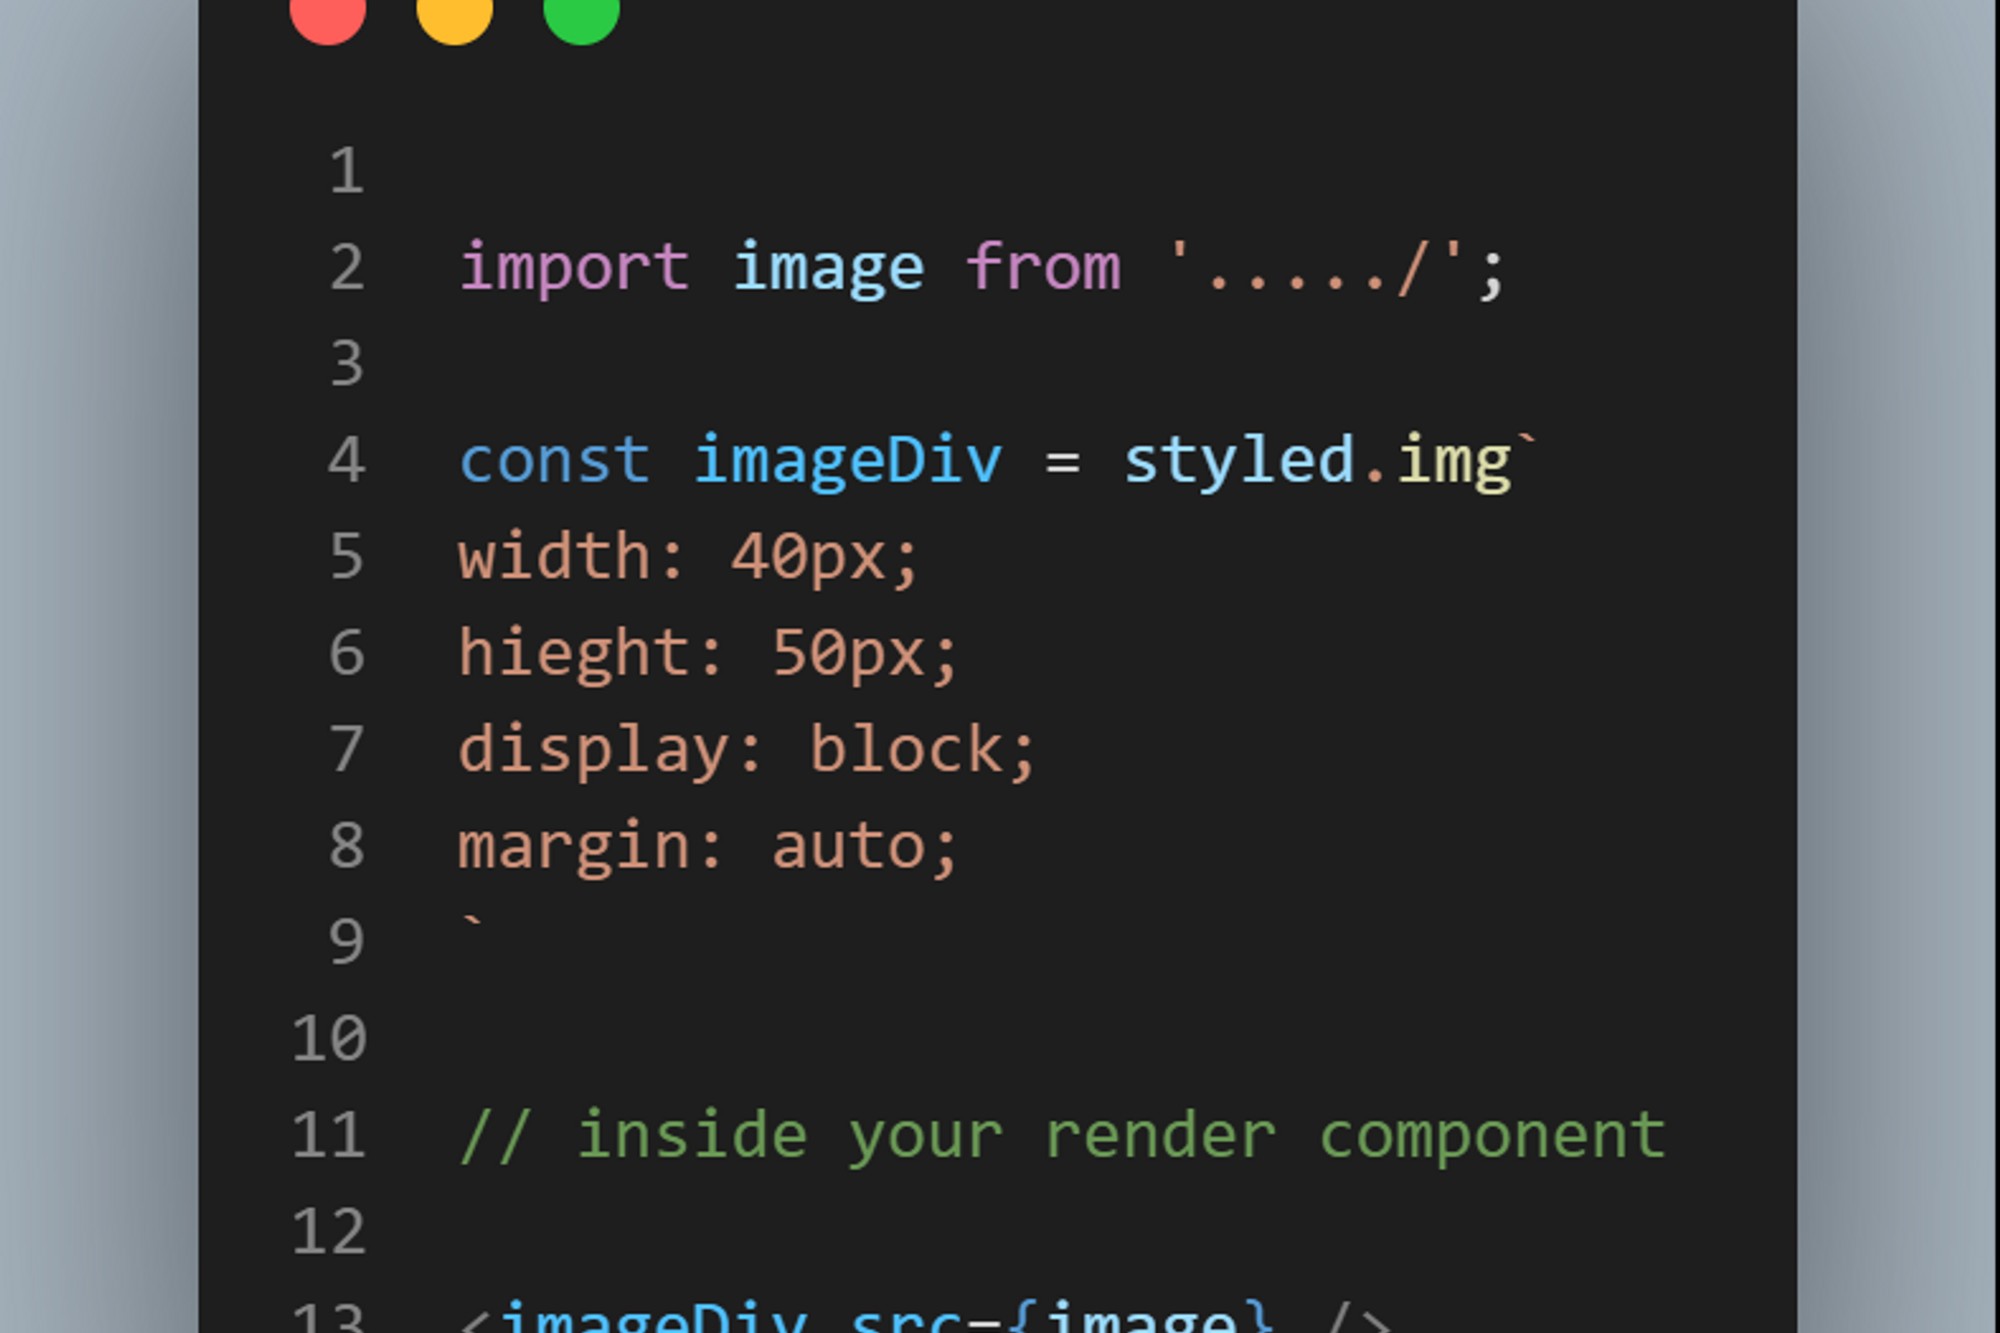 1
2 import image from '...../';
3
4 const imageDiv = styled.img`
5 width: 40px;
6 hieght: 50px;
7 display: block;
8 margin: auto;
9 `
10
11 // inside your render component
12
13 <imageDiv src={image} />